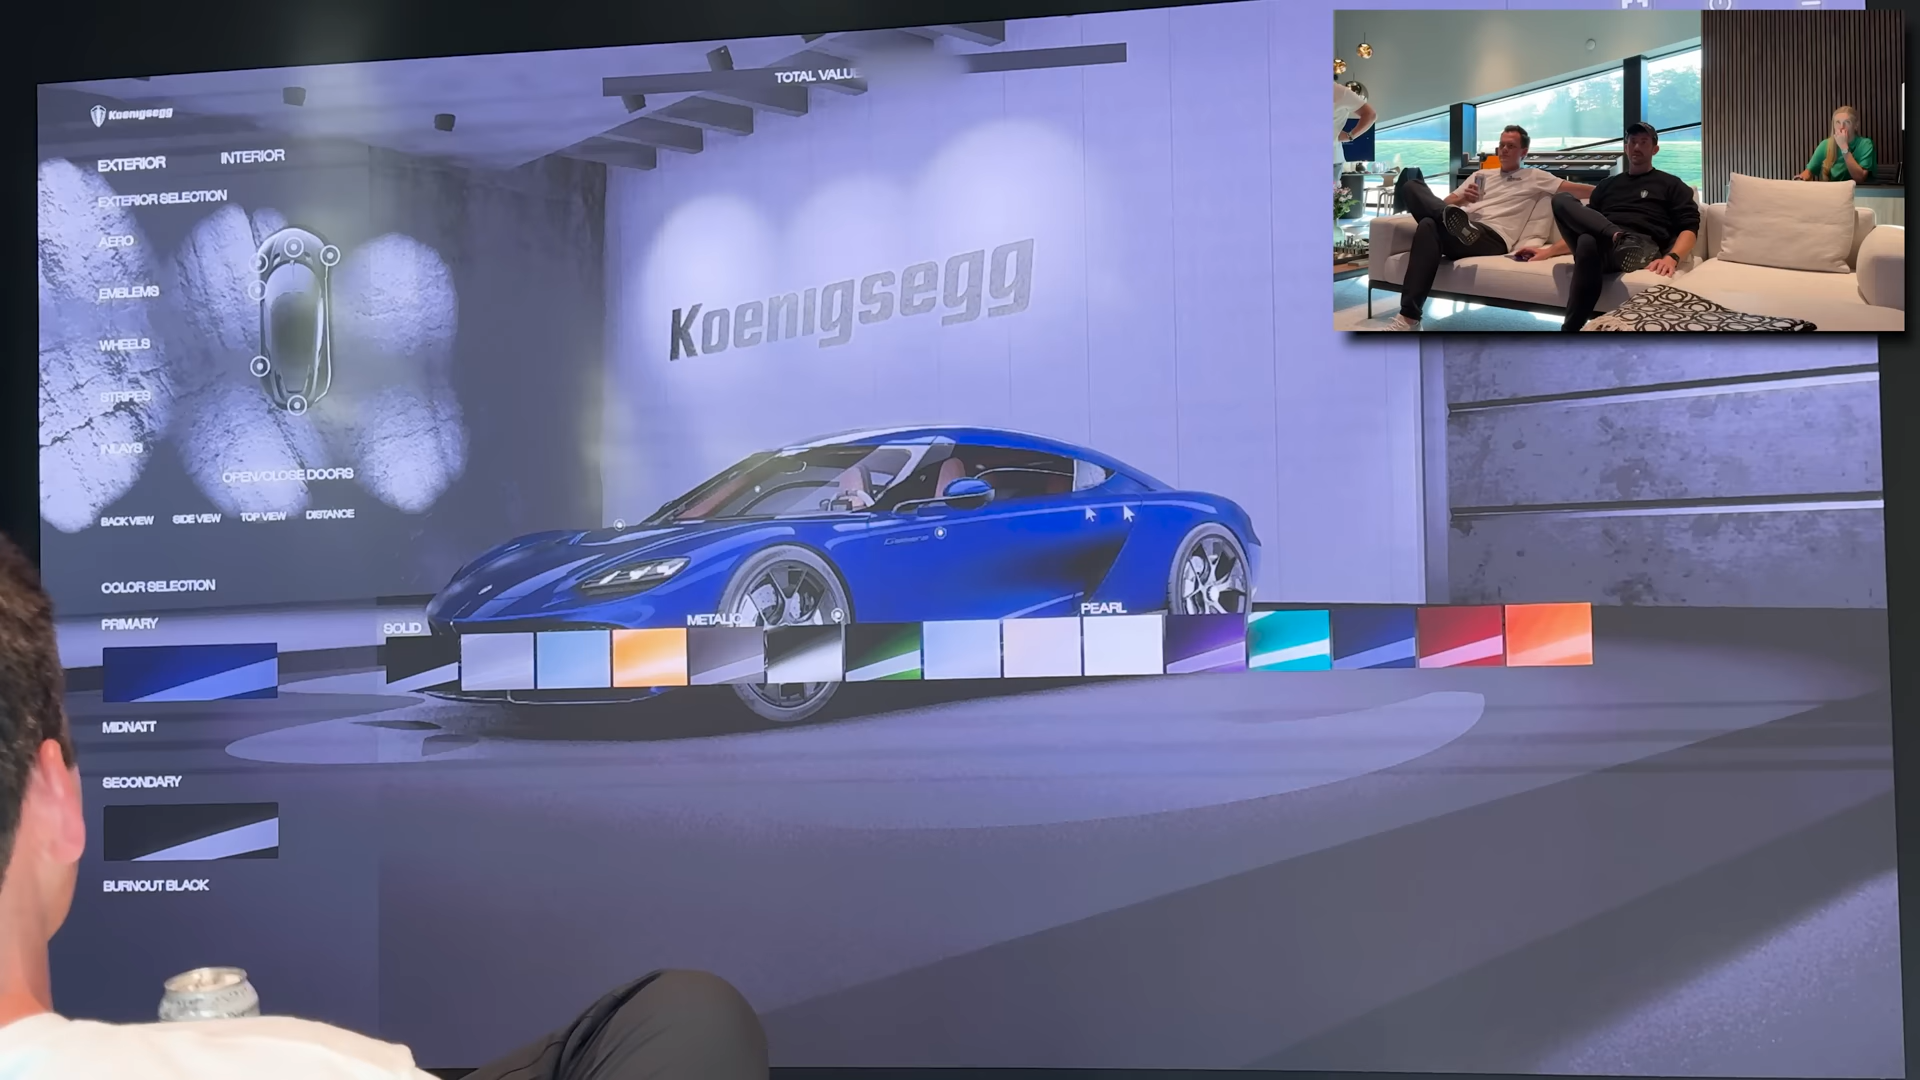 TOTAL VALUE
Koenigsegg
EXTERIOR
INTERIOR
EXTERIOR SELECTION
AERO
EMBLEMS
WHEELS
STRIPES
INLAYS
OPEN/CLOSE DOORS
BACK VIEW
SIDE VIEW
TOP VIEW
DISTANCE
Koenigsegg
Gemera
COLOR SELECTION
PRIMARY
SOLID
METALIC
PEARL
MIDNATT
SECONDARY
BURNOUT BLACK